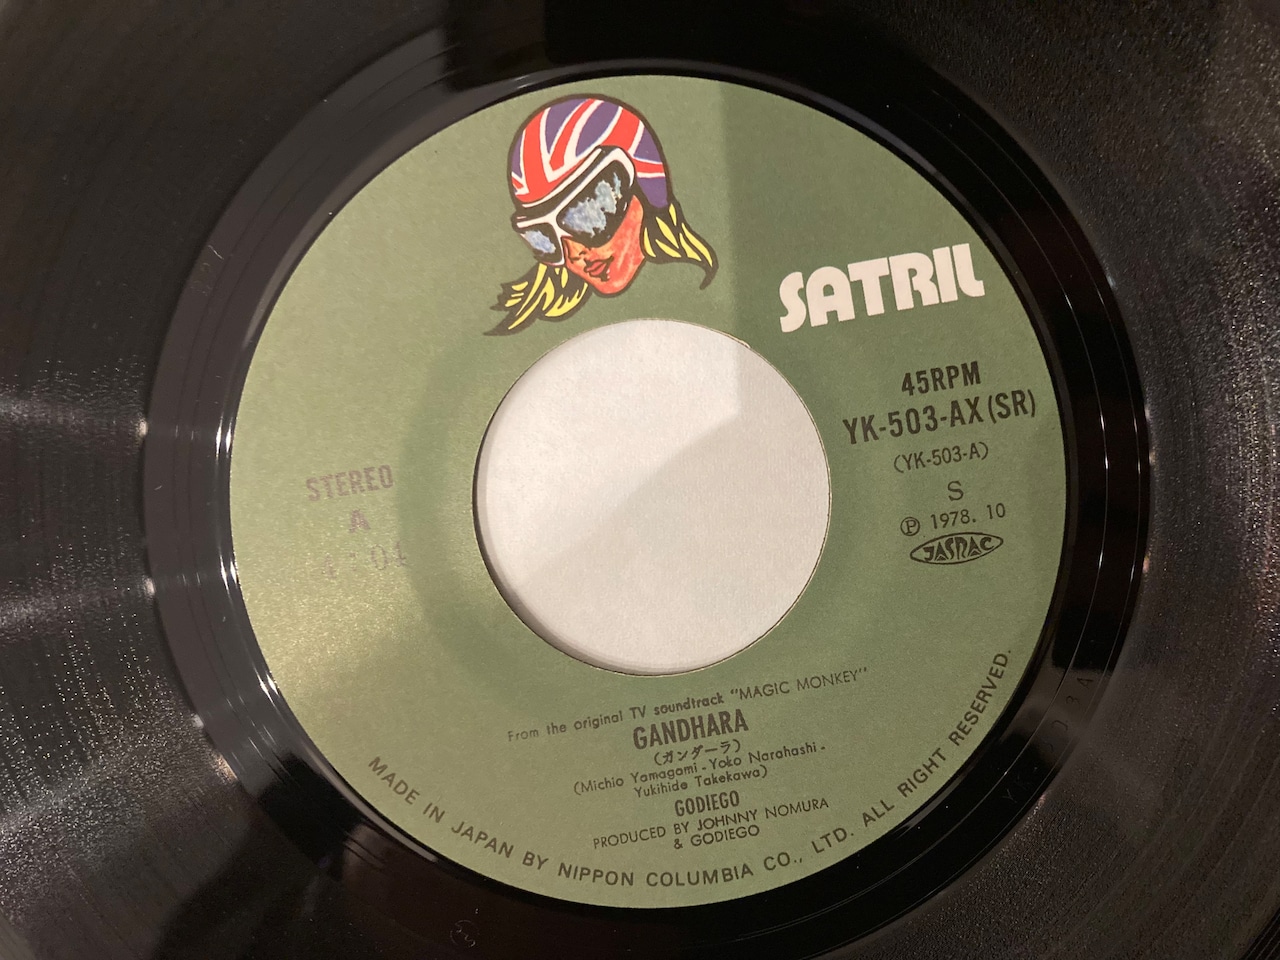 SATRIL
45RPM
YK-503-AX(SR)
(YK-503-A)
S
Ⓟ 1978. 10
JASRAC
STEREO
A
From the original TV soundtrack "MAGIC MONKEY"
GANDHARA
(ガンダーラ)
(Michio Yamagami - Yoko Narahashi -
Yukihide Takekawa)
GODIEGO
PRODUCED BY JOHNNY NOMURA
& GODIEGO
MADE IN JAPAN BY NIPPON COLUMBIA CO., LTD. ALL RIGHT RESERVED.